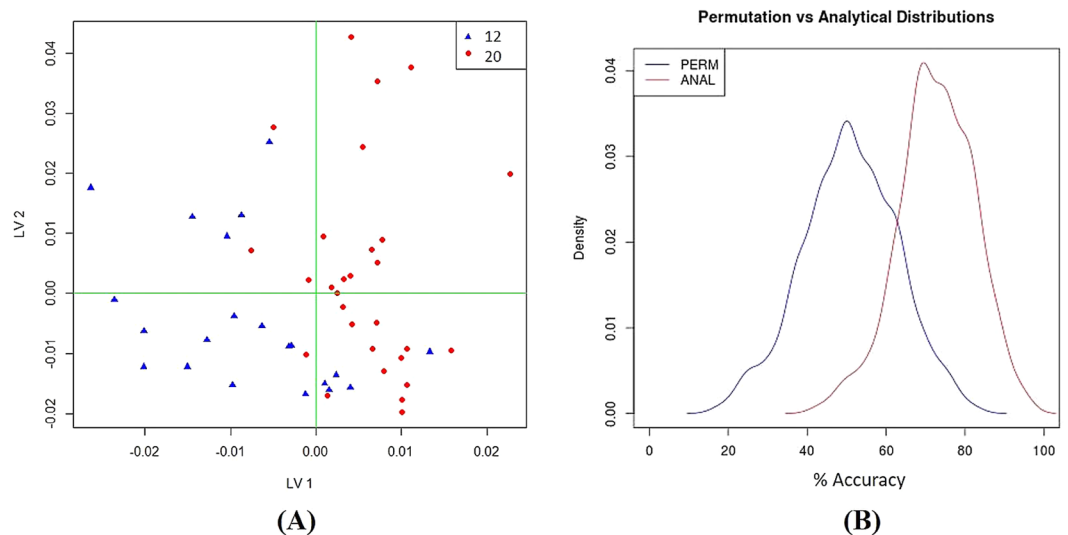 12
20
LV 2
0.04
0.03
0.02
0.01
0.00
-0.01
-0.02
-0.02
-0.01
0.00
0.01
0.02
LV 1
(A)
Permutation vs Analytical Distributions
PERM
ANAL
Density
0.04
0.03
0.02
0.01
0.00
0
20
40
60
80
100
% Accuracy
(B)